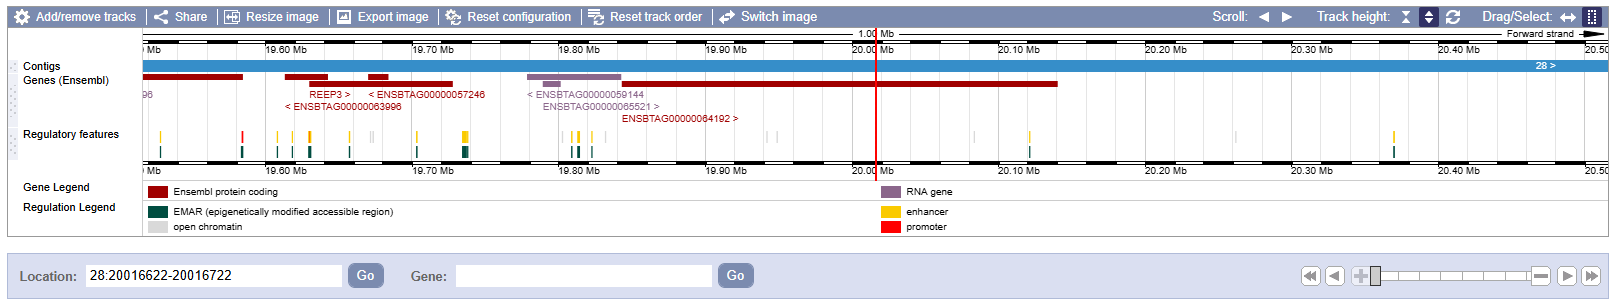 Add/remove tracks Share Resize image Export image Reset configuration Reset track order Switch image Scroll: Track height: Drag/Select:
1.00 Mb Forward strand
Mb 19.60 Mb 19.70 Mb 19.80 Mb 19.90 Mb 20.00 Mb 20.10 Mb 20.20 Mb 20.30 Mb 20.40 Mb 20.50
Contigs 28 >
Genes (Ensembl)
96 REEP3 > < ENSBTAG00000057246 < ENSBTAG00000059144
< ENSBTAG00000063996 ENSBTAG00000065521 >
ENSBTAG00000064192 >
Regulatory features
Mb 19.60 Mb 19.70 Mb 19.80 Mb 19.90 Mb 20.00 Mb 20.10 Mb 20.20 Mb 20.30 Mb 20.40 Mb 20.50
Gene Legend Ensembl protein coding RNA gene
Regulation Legend EMAR (epigenetically modified accessible region) enhancer
open chromatin promoter
Location: 28:20016622-20016722 Go Gene: Go